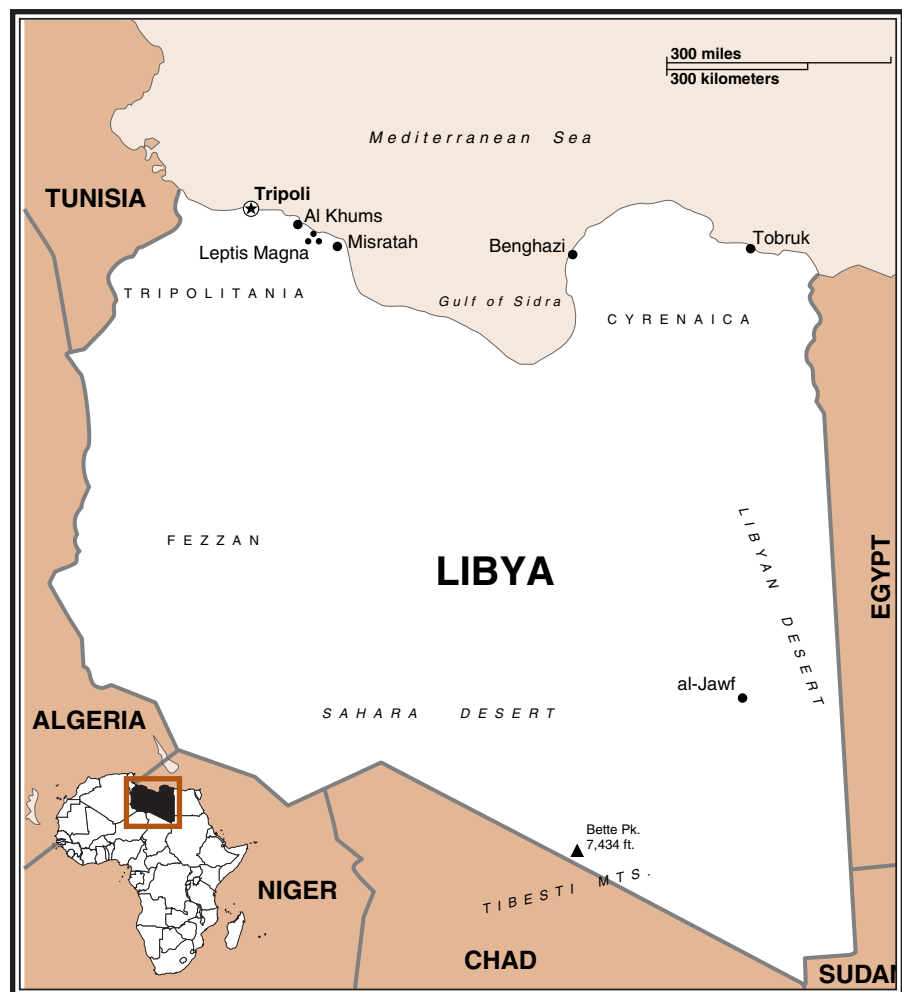 300 miles
300 kilometers
Mediterranean Sea
TUNISIA
Tripoli
Al Khums
Misratah
Leptis Magna
Benghazi
Tobruk
TRIPOLITANIA
Gulf of Sidra
CYRENAICA
FEZZAN
LIBYA
LIBYAN DESERT
EGYPT
al-Jawf
SAHARA DESERT
ALGERIA
Bette Pk.
7,434 ft.
TIBESTI MTS.
NIGER
CHAD
SUDAN